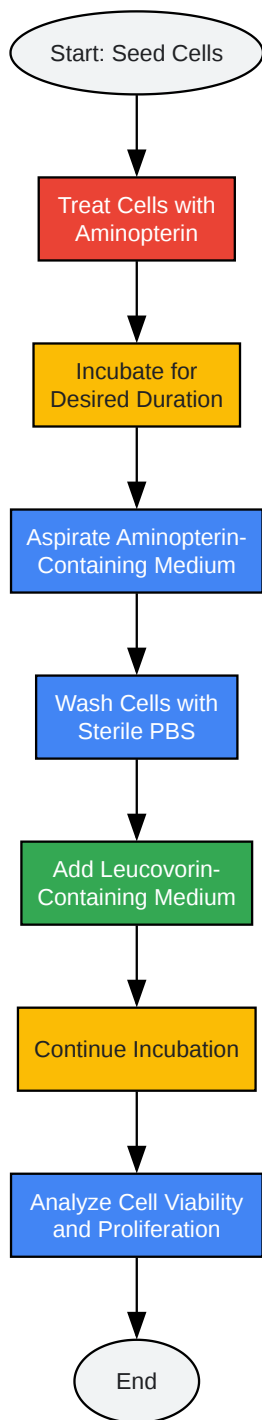 Start: Seed Cells
Treat Cells with
Aminopterin
Incubate for
Desired Duration
Aspirate Aminopterin-
Containing Medium
Wash Cells with
Sterile PBS
Add Leucovorin-
Containing Medium
Continue Incubation
Analyze Cell Viability
and Proliferation
End